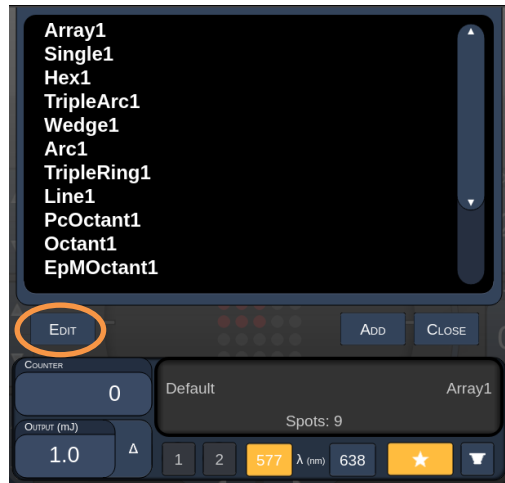 Array1
Single1
Hex1
TripleArc1
Wedge1
Arc1
TripleRing1
Line1
PcOctant1
Octant1
EpMOctant1
EDIT ADD CLOSE
COUNTER
0
Default Array1
Spots: 9
OUTPUT (mJ)
1.0 Δ
1 2 577 λ (nm) 638